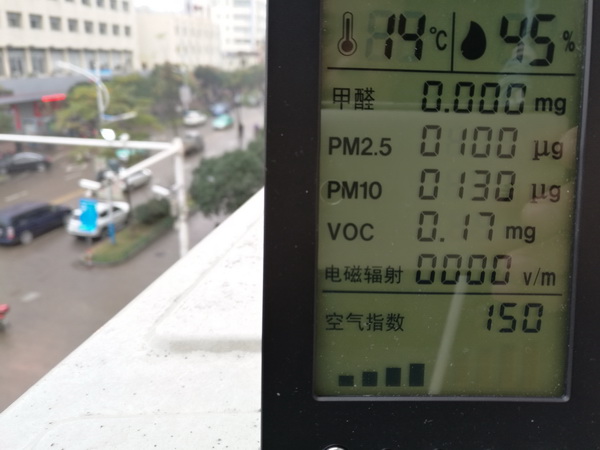 14°C 45%
甲醛 0.000 mg
PM2.5 0100 μg
PM10 0130 μg
VOC 0.17 mg
电磁辐射 0000 v/m
空气指数 150